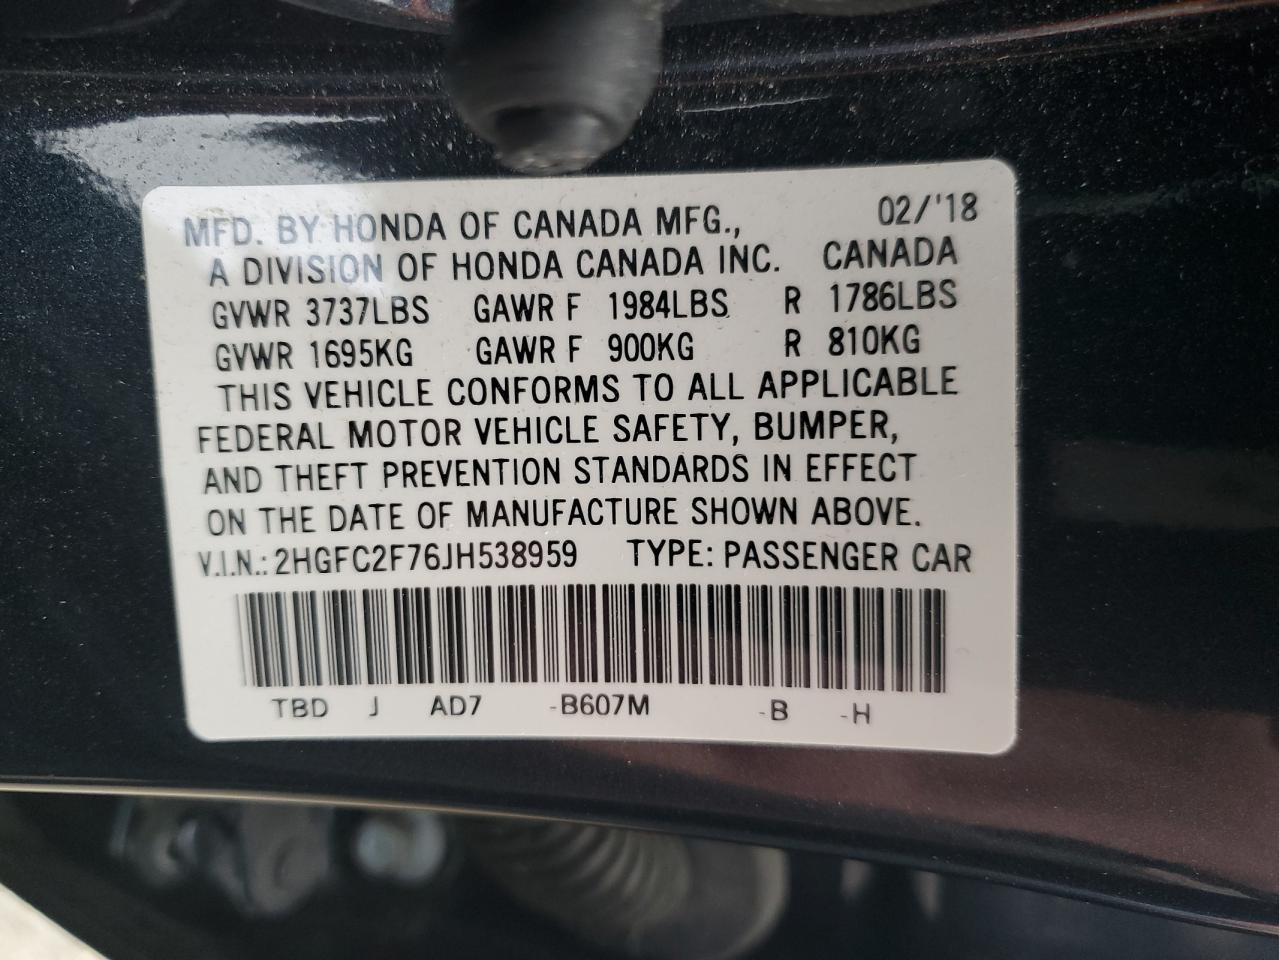 MFD. BY HONDA OF CANADA MFG., 02/'18
A DIVISION OF HONDA CANADA INC. CANADA
GVWR 3737LBS GAWR F 1984LBS R 1786LBS
GVWR 1695KG GAWR F 900KG R 810KG
THIS VEHICLE CONFORMS TO ALL APPLICABLE
FEDERAL MOTOR VEHICLE SAFETY, BUMPER,
AND THEFT PREVENTION STANDARDS IN EFFECT
ON THE DATE OF MANUFACTURE SHOWN ABOVE.
V.I.N.: 2HGFC2F76JH538959 TYPE: PASSENGER CAR
TBD J AD7 -B607M -B -H